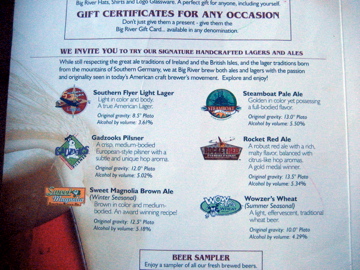 Big River Hats, Shirts and Logo Glassware. A perfect gift for anyone, including yourself.
GIFT CERTIFICATES FOR ANY OCCASION
Don't just give them a present - give them the
Big River Gift Card... available in any denomination
WE INVITE YOU TO TRY OUR SIGNATURE HANDCRAFTED LAGERS AND ALES
While still respecting the great ale traditions of Ireland and the British Isles, and the lager traditions born
from the mountains of Southern Germany, we at Big River brew both ales and lagers with the passion
and originality seen in today's American craft brewer's movement. Explore and enjoy!
Southern Flyer Light Lager
Light in color and body.
A true American Lager.
Original gravity: 8.5° Plato
Alcohol by volume: 3.61%
Gadzooks Pilsner
A crisp, medium-bodied
European-style pilsner with a
subtle and unique hop aroma.
Original gravity: 12.0° Plato
Alcohol by volume: 5.02%
Sweet Magnolia
Sweet Magnolia Brown Ale
(Winter Seasonal)
Brown in color and medium-
bodied. An award winning recipe!
Original gravity: 12.5° Plato
Alcohol by volume: 5.18%
STEAMBOAT
Steamboat Pale Ale
Golden in color yet possessing
a full-bodied flavor.
Original gravity: 13.0° Plato
Alcohol by volume: 5.50%
ROCKET RED
Rocket Red Ale
A robust red ale with a rich,
malty flavor, balanced with
citrus-like hop aromas.
A gold medal winner.
Original gravity: 13.5° Plato
Alcohol by volume: 5.34%
Wowzer's Wheat
(Summer Seasonal)
A light, effervescent, traditional
wheat beer.
Original gravity: 10.0° Plato
Alcohol by volume: 4.29%
BEER SAMPLER
Enjoy a sampler of all our fresh brewed beers.